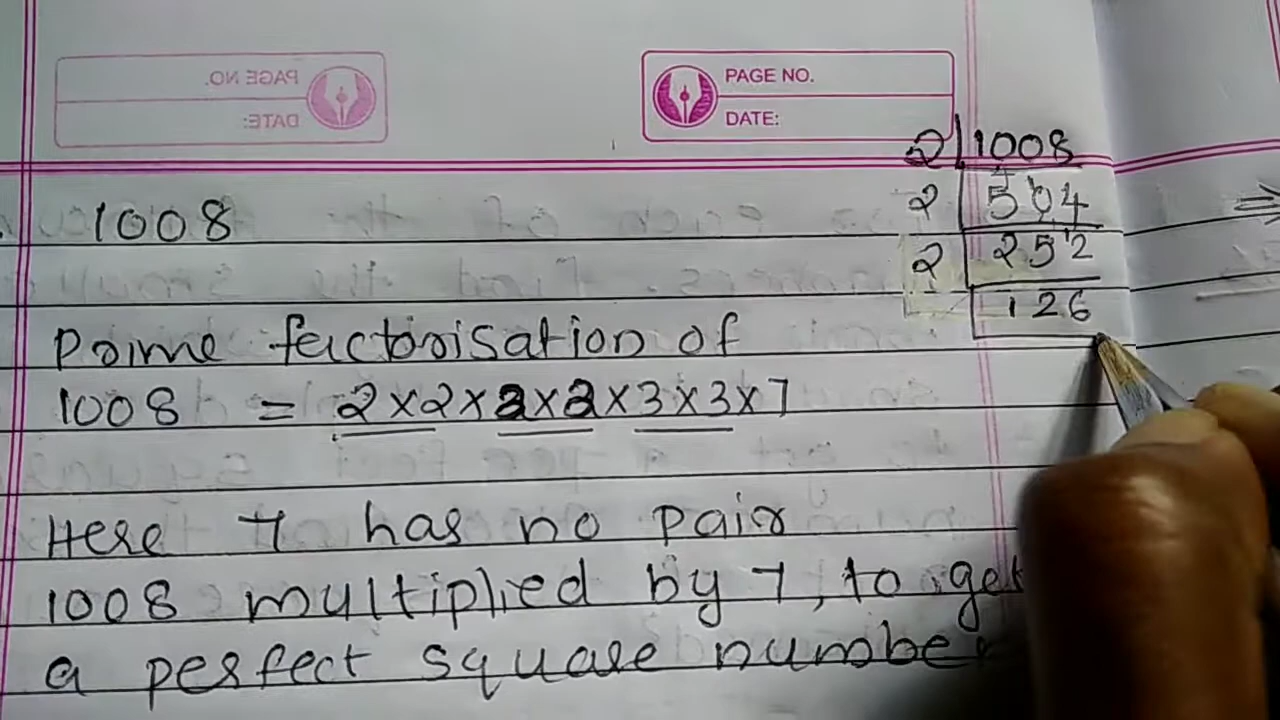 PAGE NO.
DATE:
2 | 1008
2 | 504
2 | 252
126
1008
Prime factorisation of
1008 = 2×2×2×2×3×3×7
Here 7 has no pair
1008 multiplied by 7, to get
a perfect square number